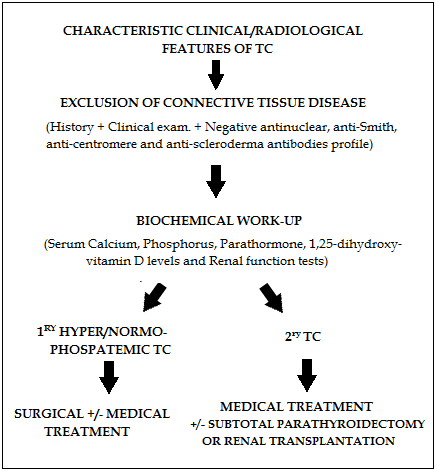 CHARACTERISTIC CLINICAL/RADIOLOGICAL
FEATURES OF TC
EXCLUSION OF CONNECTIVE TISSUE DISEASE
(History + Clinical exam. + Negative antinuclear, anti-Smith,
anti-centromere and anti-scleroderma antibodies profile)
BIOCHEMICAL WORK-UP
(Serum Calcium, Phosphorus, Parathormone, 1,25-dihydroxy-
vitamin D levels and Renal function tests)
1RY HYPER/NORMO-
PHOSPATEMIC TC
2ry TC
SURGICAL +/- MEDICAL
TREATMENT
MEDICAL TREATMENT
+/- SUBTOTAL PARATHYROIDECTOMY
OR RENAL TRANSPLANTATION